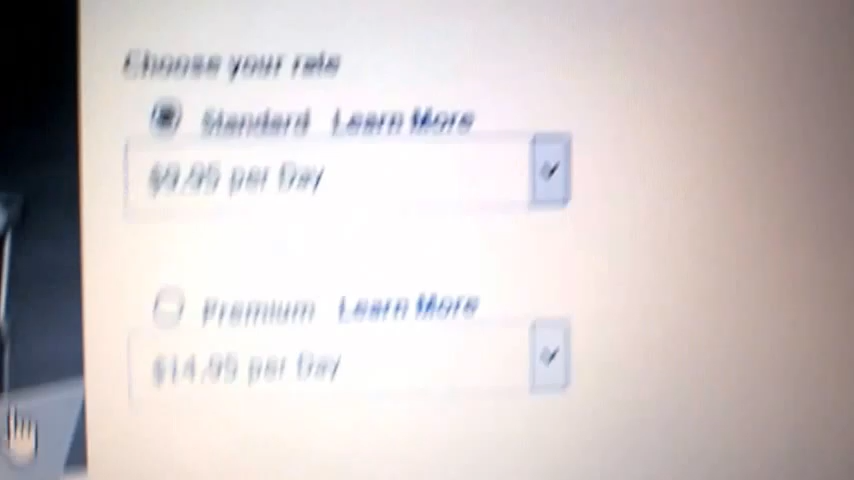 Choose your rate
Standard Learn More
$9.95 per Day
Premium Learn More
$14.95 per Day